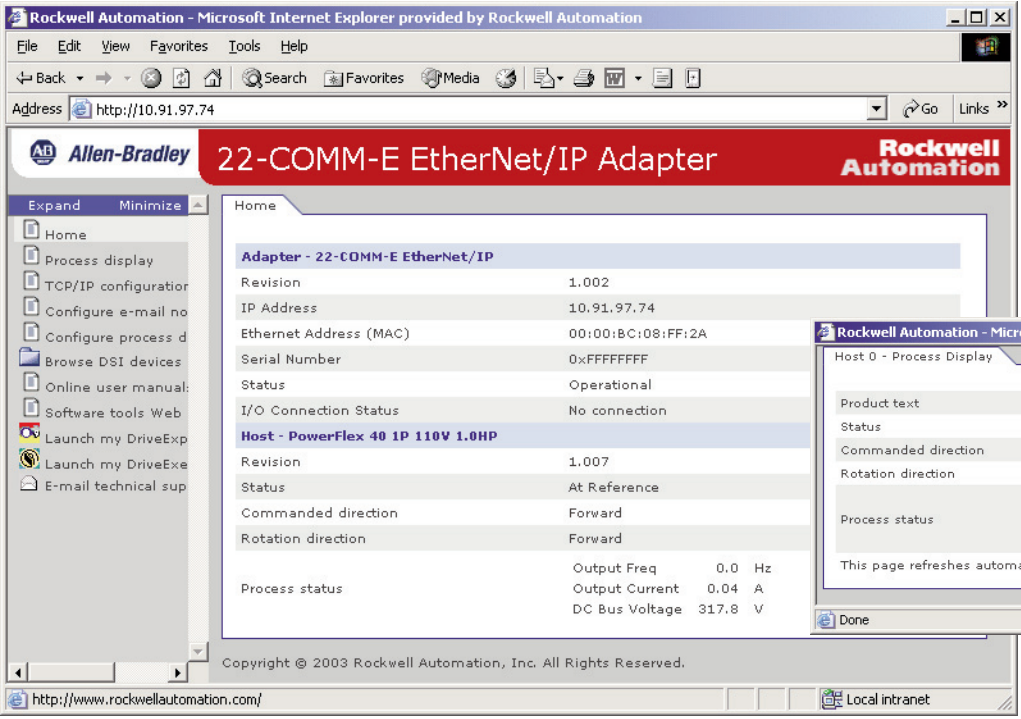 Rockwell Automation - Microsoft Internet Explorer provided by Rockwell Automation
File Edit View Favorites Tools Help
Back Search Favorites Media
Address http://10.91.97.74 Go Links »
AB Allen-Bradley 22-COMM-E EtherNet/IP Adapter Rockwell Automation
Expand Minimize
Home
Process display
TCP/IP configuration
Configure e-mail no
Configure process d
Browse DSI devices
Online user manual:
Software tools Web
Launch my DriveExp
Launch my DriveExe
E-mail technical sup
Home
Adapter - 22-COMM-E EtherNet/IP
Revision 1.002
IP Address 10.91.97.74
Ethernet Address (MAC) 00:00:BC:08:FF:2A
Serial Number 0xFFFFFFFF
Status Operational
I/O Connection Status No connection
Host - PowerFlex 40 1P 110V 1.0HP
Revision 1.007
Status At Reference
Commanded direction Forward
Rotation direction Forward
Process status
Output Freq 0.0 Hz
Output Current 0.04 A
DC Bus Voltage 317.8 V
Copyright © 2003 Rockwell Automation, Inc. All Rights Reserved.
Rockwell Automation - Micr
Host 0 - Process Display
Product text
Status
Commanded direction
Rotation direction
Process status
This page refreshes automa
Done
http://www.rockwellautomation.com/ Local intranet